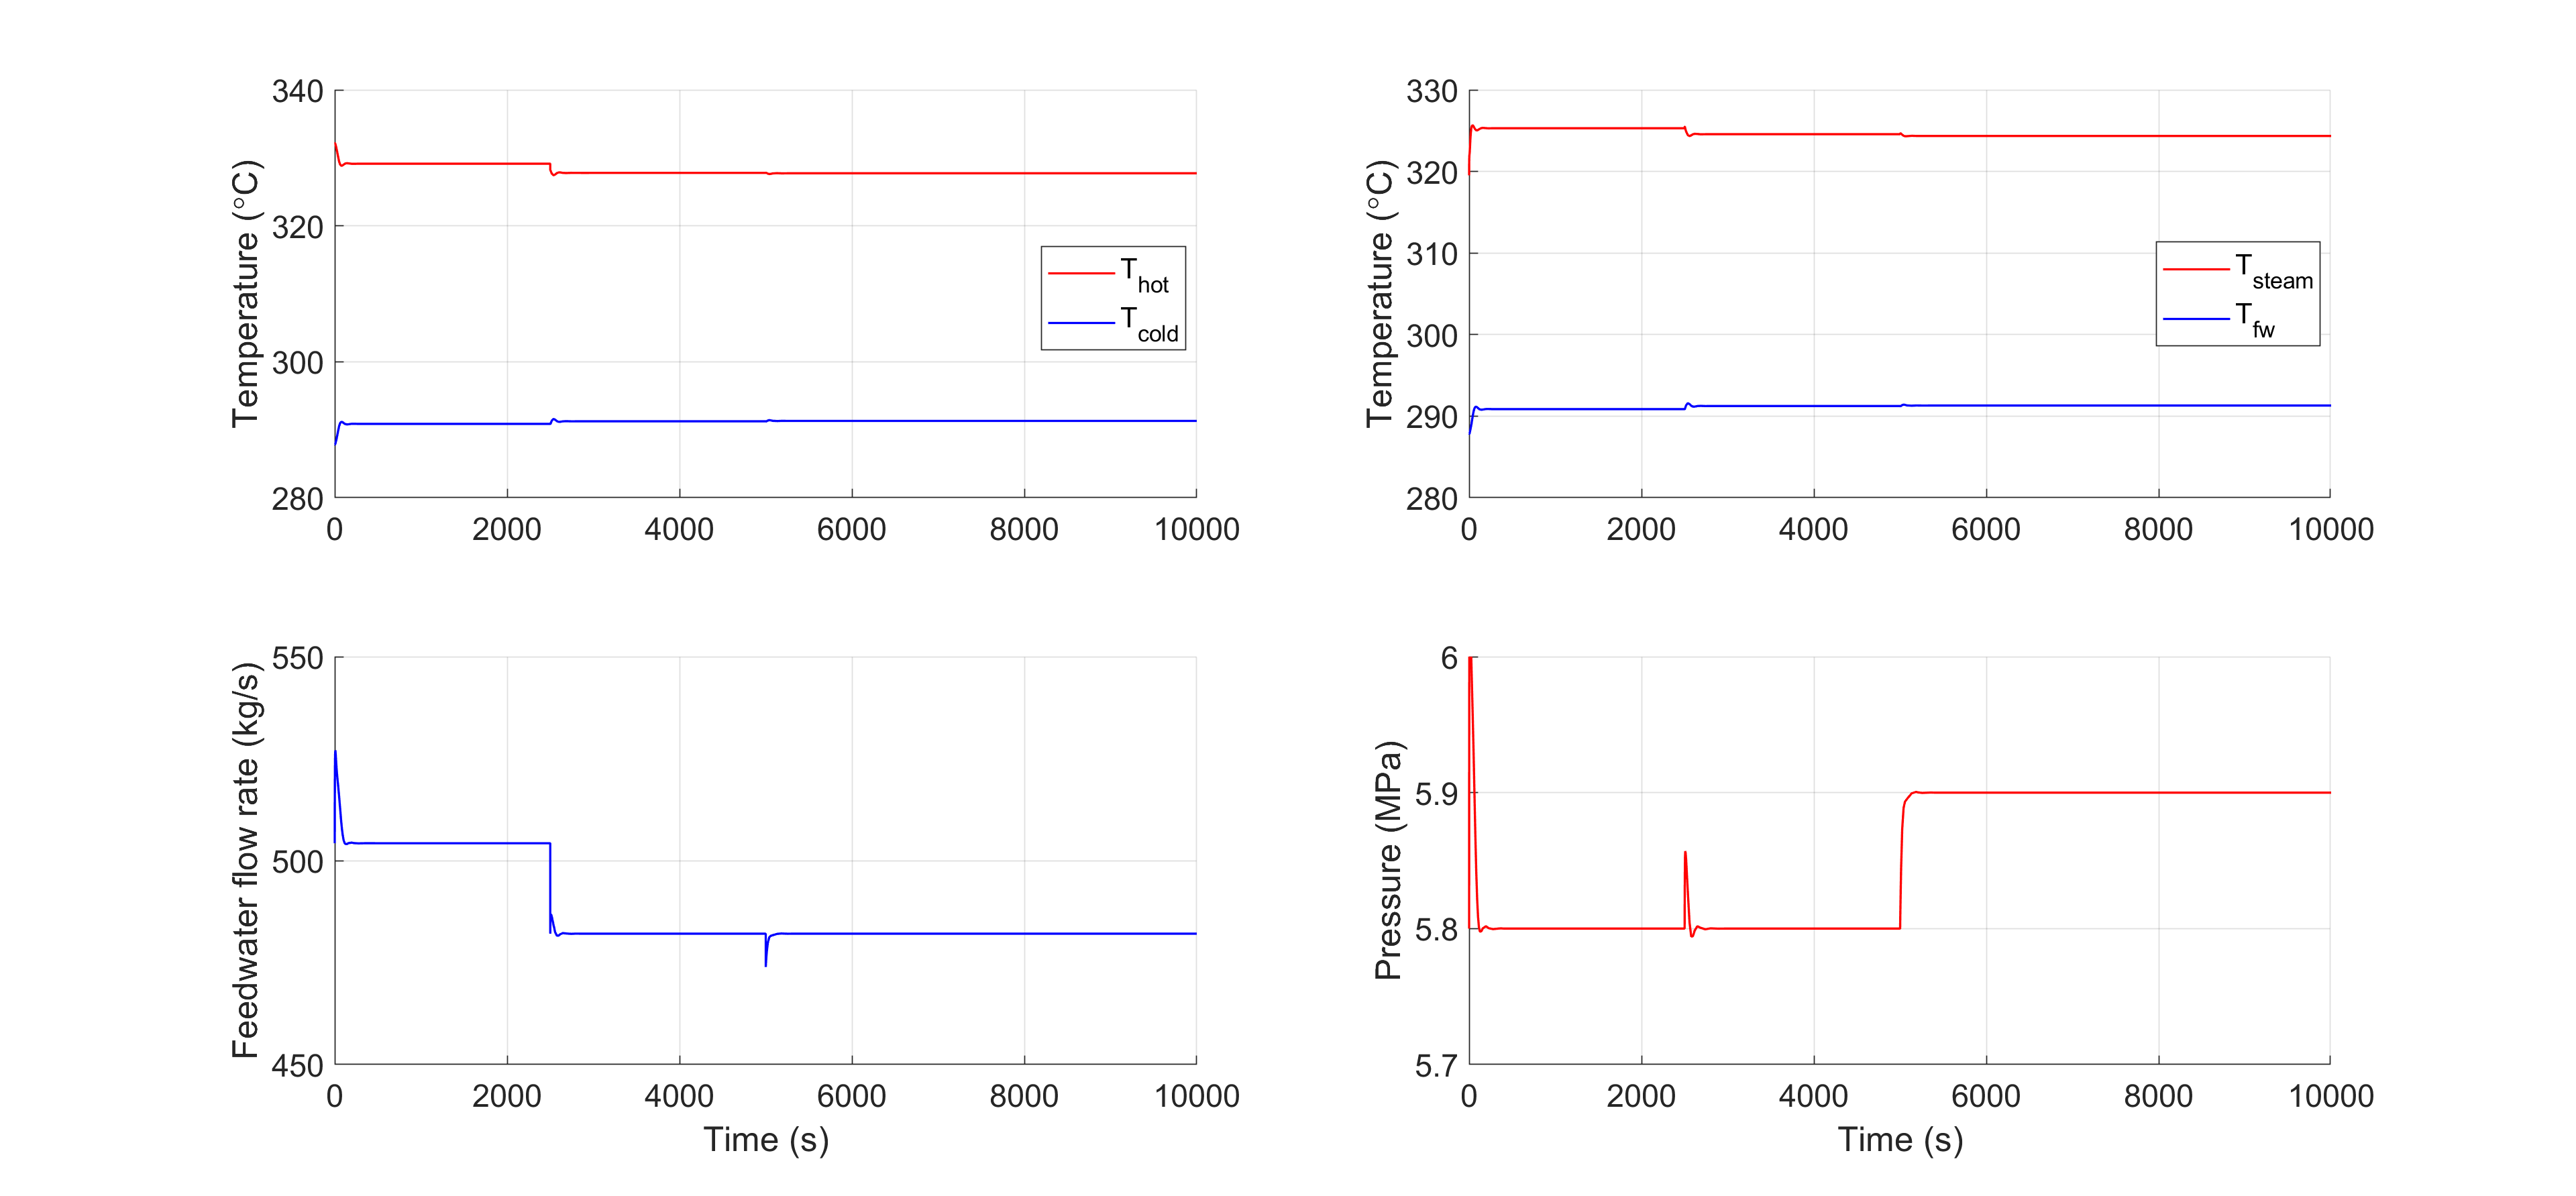 Temperature (°C)
340
320
300
280
0 2000 4000 6000 8000 10000
T_hot
T_cold
Temperature (°C)
330
320
310
300
290
280
0 2000 4000 6000 8000 10000
T_steam
T_fw
Feedwater flow rate (kg/s)
550
500
450
0 2000 4000 6000 8000 10000
Time (s)
Pressure (MPa)
6
5.9
5.8
5.7
0 2000 4000 6000 8000 10000
Time (s)